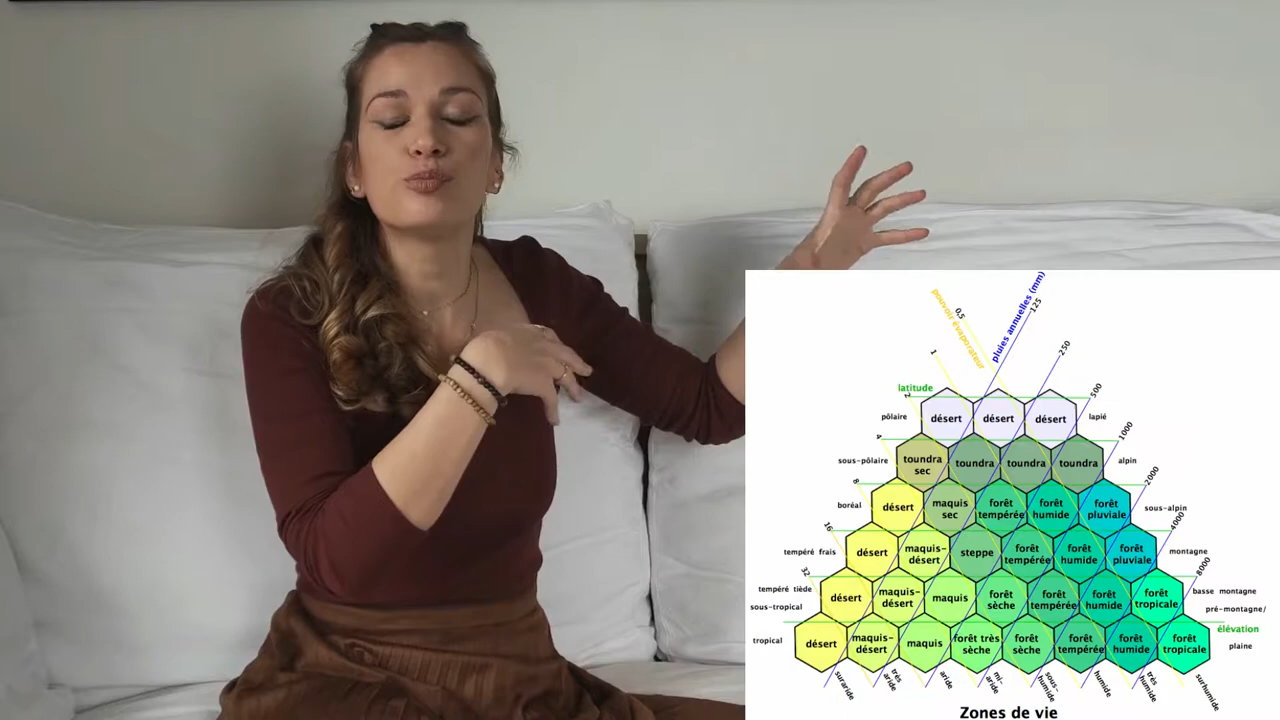 pouvoir évaporateur
0.5
1
pluies annuelles (mm)
125
250
500
1000
2000
4000
8000
latitude
2
4
8
16
32
pôlaire
désert
désert
désert
lapié
sous-pôlaire
toundra
sec
toundra
toundra
toundra
alpin
boréal
désert
maquis
sec
forêt
tempérée
forêt
humide
forêt
pluviale
sous-alpin
tempéré frais
désert
maquis-
désert
steppe
forêt
tempérée
forêt
humide
forêt
pluviale
montagne
tempéré tiède
sous-tropical
désert
maquis-
désert
maquis
forêt
sèche
forêt
tempérée
forêt
humide
forêt
tropicale
basse montagne
pré-montagne/
élévation
tropical
désert
maquis-
désert
maquis
forêt très
sèche
forêt
sèche
forêt
tempérée
forêt
humide
forêt
tropicale
plaine
suraride
très
aride
aride
mi-
aride
sous-
humide
humide
très
humide
surhumide
Zones de vie